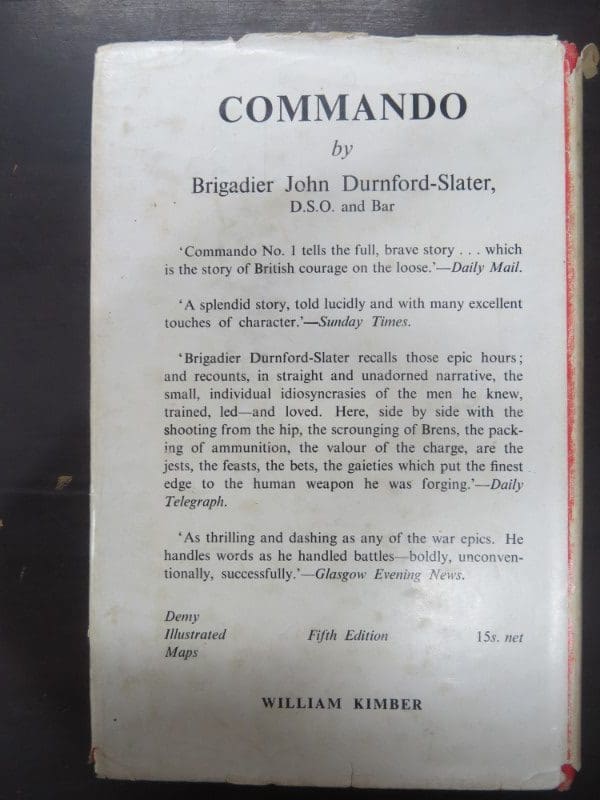 COMMANDO
by
Brigadier John Durnford-Slater,
D.S.O. and Bar
‘Commando No. 1 tells the full, brave story . . . which
is the story of British courage on the loose.’—Daily Mail.
‘A splendid story, told lucidly and with many excellent
touches of character.’—Sunday Times.
‘Brigadier Durnford-Slater recalls those epic hours;
and recounts, in straight and unadorned narrative, the
small, individual idiosyncrasies of the men he knew,
trained, led—and loved. Here, side by side with the
shooting from the hip, the scrounging of Brens, the pack-
ing of ammunition, the valour of the charge, are the
jests, the feasts, the bets, the gaieties which put the finest
edge to the human weapon he was forging.’—Daily
Telegraph.
‘As thrilling and dashing as any of the war epics. He
handles words as he handled battles—boldly, unconven-
tionally, successfully.’—Glasgow Evening News.
Demy
Illustrated Fifth Edition 15s. net
Maps
WILLIAM KIMBER